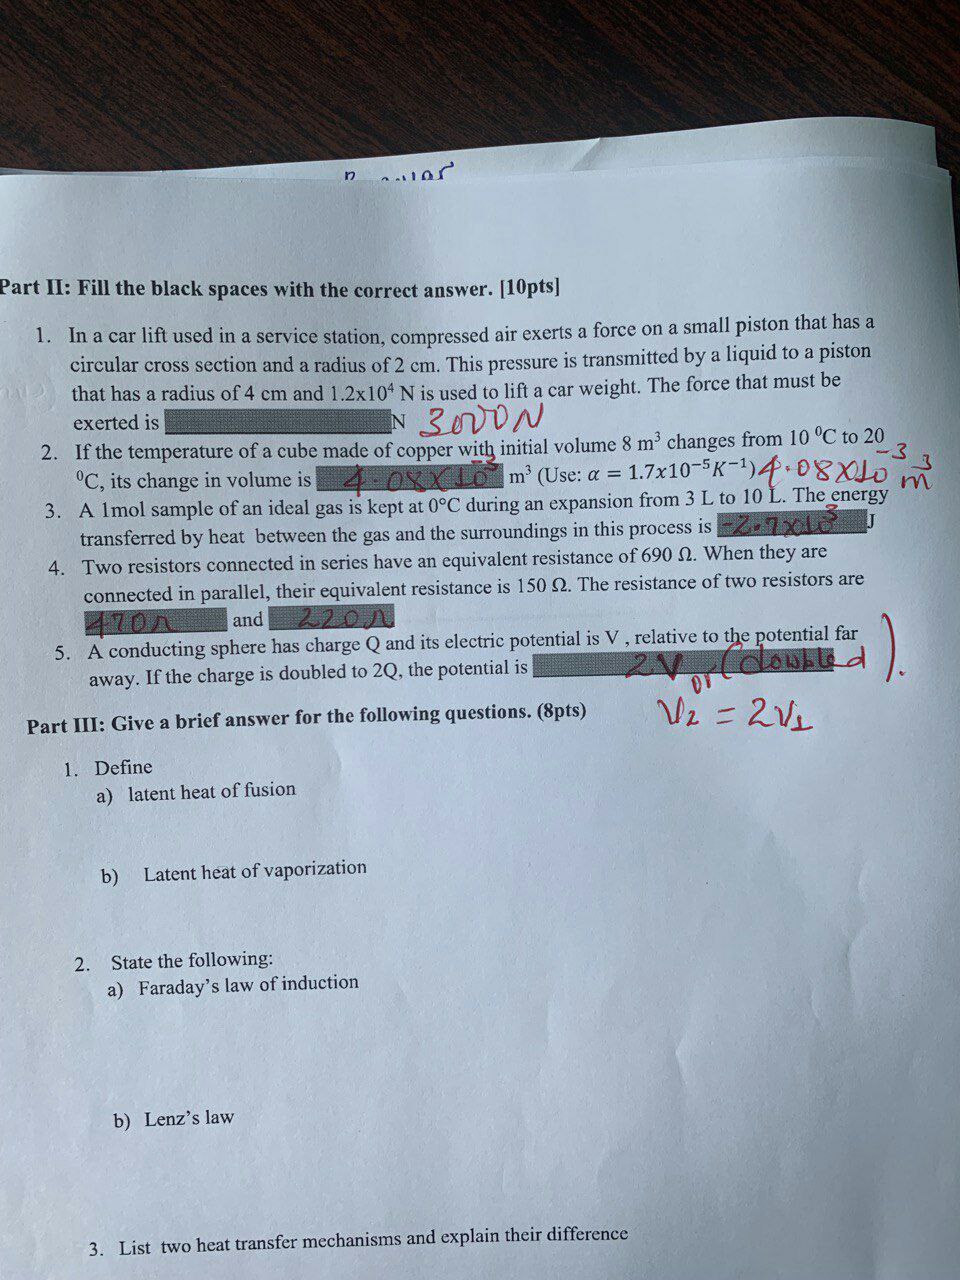 Part II: Fill the black spaces with the correct answer. [10pts]
1. In a car lift used in a service station, compressed air exerts a force on a small piston that has a
circular cross section and a radius of 2 cm. This pressure is transmitted by a liquid to a piston
that has a radius of 4 cm and 1.2x10⁴ N is used to lift a car weight. The force that must be
exerted is N 3000N
2. If the temperature of a cube made of copper with initial volume 8 m³ changes from 10 ⁰C to 20
⁰C, its change in volume is 4.08X10⁻³ m³ (Use: α = 1.7x10⁻⁵K⁻¹) 4.08X10⁻³ m³
3. A 1mol sample of an ideal gas is kept at 0°C during an expansion from 3 L to 10 L. The energy
transferred by heat between the gas and the surroundings in this process is -2.7x10³ J
4. Two resistors connected in series have an equivalent resistance of 690 Ω. When they are
connected in parallel, their equivalent resistance is 150 Ω. The resistance of two resistors are
470Ω and 220Ω
5. A conducting sphere has charge Q and its electric potential is V , relative to the potential far
away. If the charge is doubled to 2Q, the potential is 2V or (doubled).
V₂ = 2V₁
Part III: Give a brief answer for the following questions. (8pts)
1. Define
a) latent heat of fusion
b) Latent heat of vaporization
2. State the following:
a) Faraday's law of induction
b) Lenz's law
3. List two heat transfer mechanisms and explain their difference